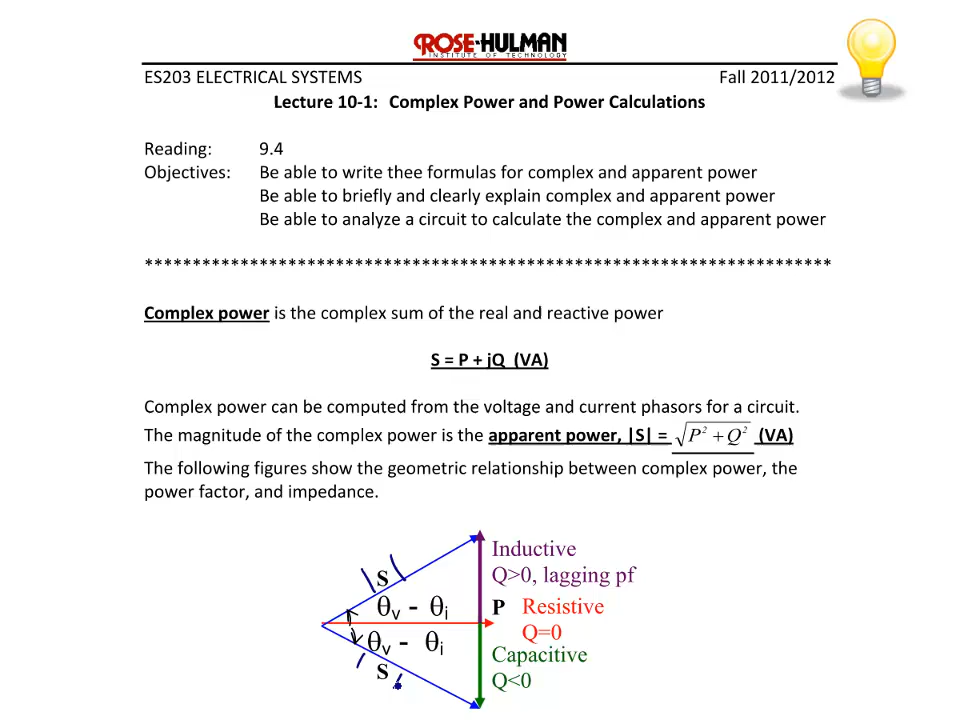 ROSE-HULMAN
INSTITUTE OF TECHNOLOGY
ES203 ELECTRICAL SYSTEMS Fall 2011/2012
Lecture 10-1: Complex Power and Power Calculations
Reading: 9.4
Objectives: Be able to write thee formulas for complex and apparent power
Be able to briefly and clearly explain complex and apparent power
Be able to analyze a circuit to calculate the complex and apparent power
************************************************************************
Complex power is the complex sum of the real and reactive power
S = P + jQ (VA)
Complex power can be computed from the voltage and current phasors for a circuit.
The magnitude of the complex power is the apparent power, |S| = √P² + Q² (VA)
The following figures show the geometric relationship between complex power, the
power factor, and impedance.
Inductive
|S| Q>0, lagging pf
θv - θi P Resistive
Q=0
θv - θi Capacitive
|S| Q<0